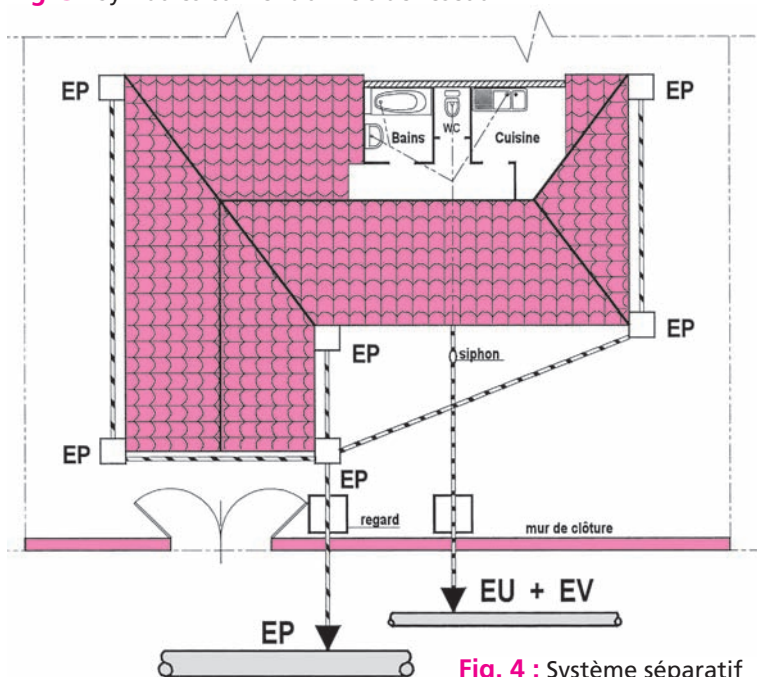 EP
EP
Bains
WC
Cuisine
EP
EP
siphon
EP
EP
regard
mur de clôture
EU + EV
EP
Fig. 4 : Système séparatif